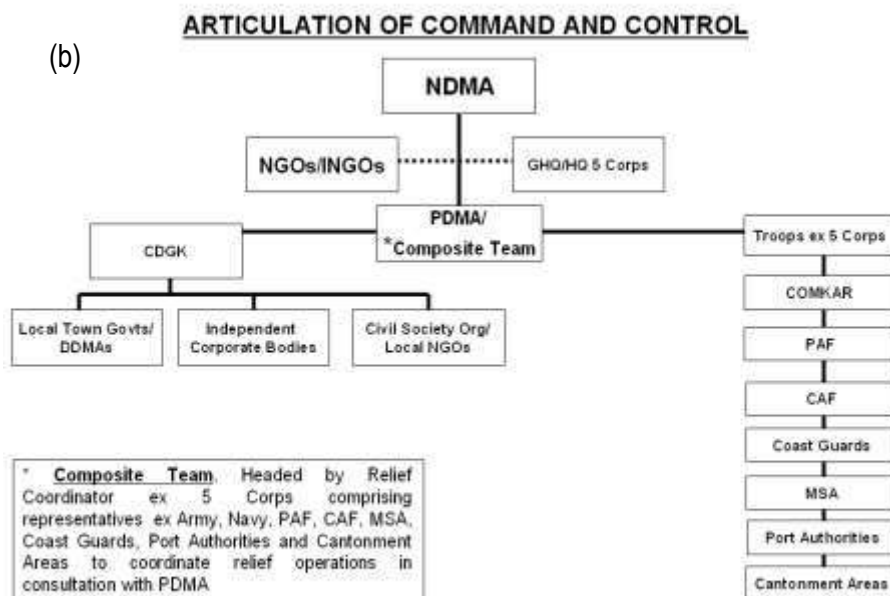 ARTICULATION OF COMMAND AND CONTROL
(b)
NDMA
NGOs/INGOs
GHQ/HQ 5 Corps
PDMA/
*Composite Team
CDGK
Troops ex 5 Corps
Local Town Govts/
DDMAs
Independent
Corporate Bodies
Civil Society Org/
Local NGOs
COMKAR
PAF
CAF
Coast Guards
MSA
Port Authorities
Cantonment Areas
* Composite Team. Headed by Relief
Coordinator ex 5 Corps comprising
representatives ex Army, Navy, PAF, CAF, MSA,
Coast Guards, Port Authorities and Cantonment
Areas to coordinate relief operations in
consultation with PDMA